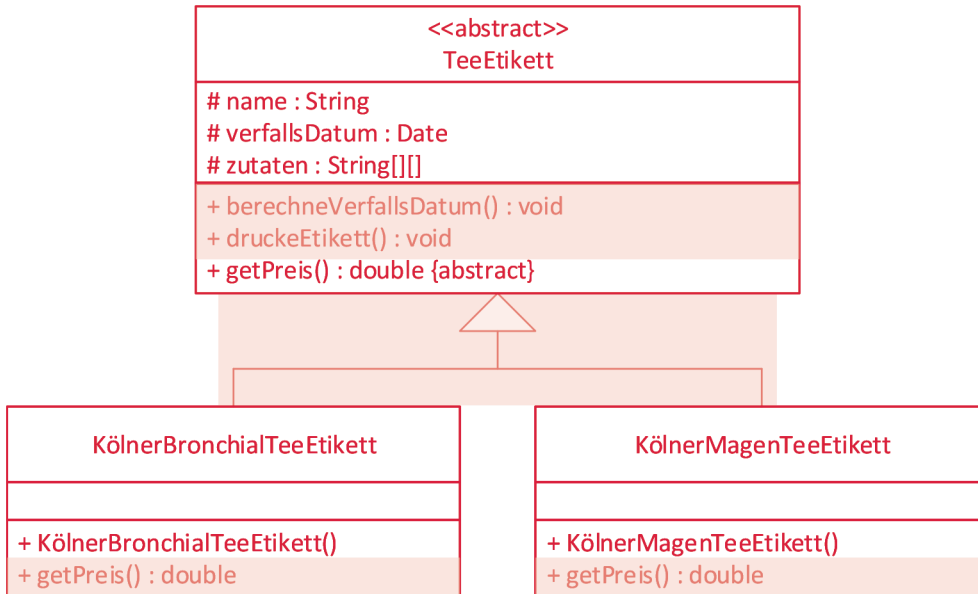 <<abstract>>
TeeEtikett
# name : String
# verfallsDatum : Date
# zutaten : String[][]
+ berechneVerfallsDatum() : void
+ druckeEtikett() : void
+ getPreis() : double {abstract}
KölnerBronchialTeeEtikett
+ KölnerBronchialTeeEtikett()
+ getPreis() : double
KölnerMagenTeeEtikett
+ KölnerMagenTeeEtikett()
+ getPreis() : double